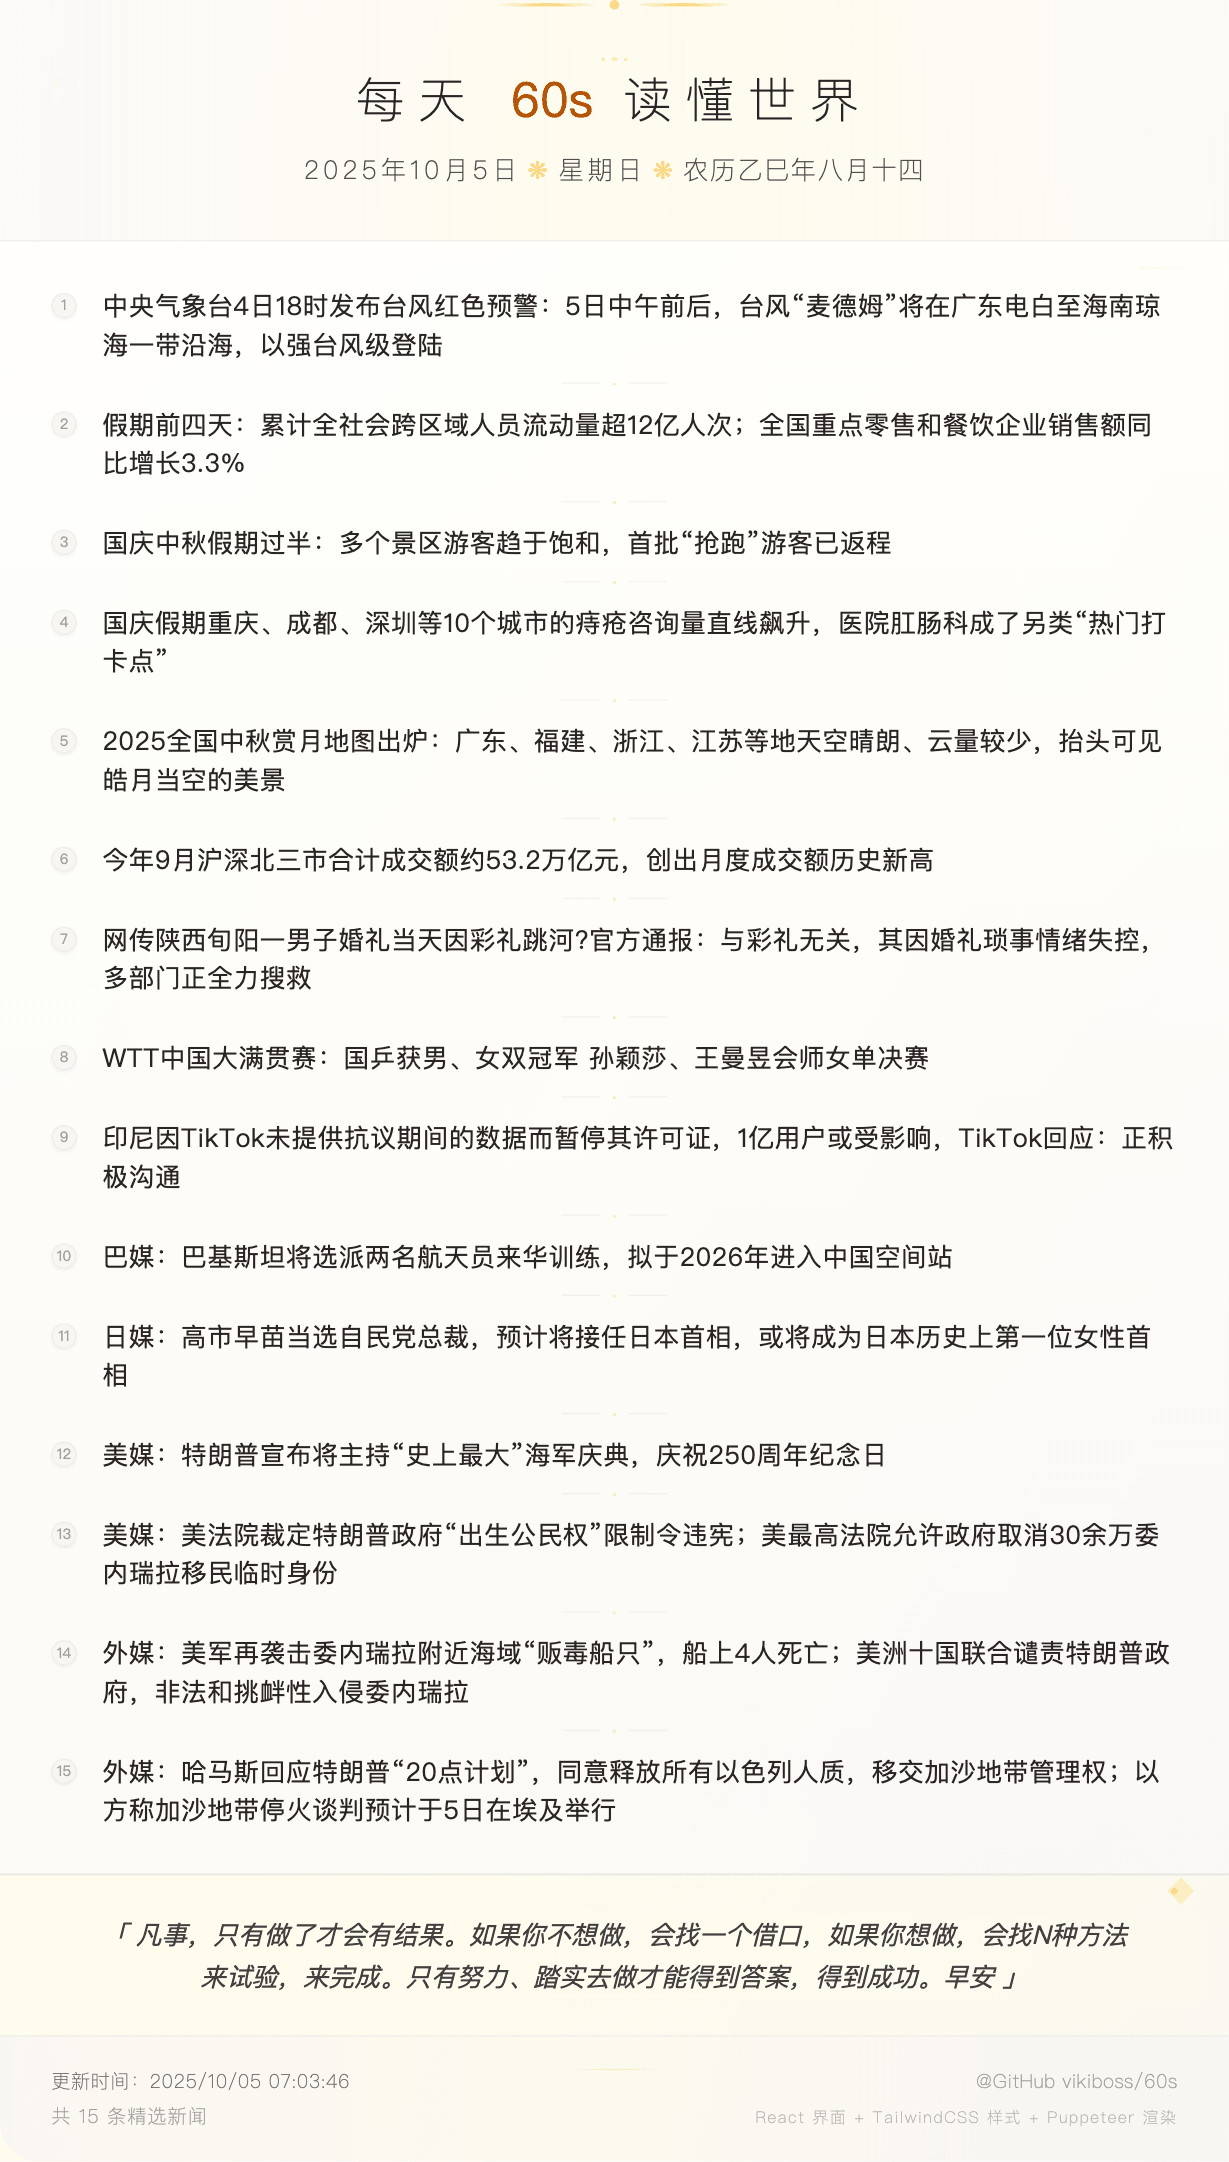 每天 60s 读懂世界
2025年10月5日 ❋ 星期日 ❋ 农历乙巳年八月十四
1 中央气象台4日18时发布台风红色预警：5日中午前后，台风“麦德姆”将在广东电白至海南琼
海一带沿海，以强台风级登陆
2 假期前四天：累计全社会跨区域人员流动量超12亿人次；全国重点零售和餐饮企业销售额同
比增长3.3%
3 国庆中秋假期过半：多个景区游客趋于饱和，首批“抢跑”游客已返程
4 国庆假期重庆、成都、深圳等10个城市的痔疮咨询量直线飙升，医院肛肠科成了另类“热门打
卡点”
5 2025全国中秋赏月地图出炉：广东、福建、浙江、江苏等地天空晴朗、云量较少，抬头可见
皓月当空的美景
6 今年9月沪深北三市合计成交额约53.2万亿元，创出月度成交额历史新高
7 网传陕西旬阳一男子婚礼当天因彩礼跳河?官方通报：与彩礼无关，其因婚礼琐事情绪失控，
多部门正全力搜救
8 WTT中国大满贯赛：国乒获男、女双冠军 孙颖莎、王曼昱会师女单决赛
9 印尼因TikTok未提供抗议期间的数据而暂停其许可证，1亿用户或受影响，TikTok回应：正积
极沟通
10 巴媒：巴基斯坦将选派两名航天员来华训练，拟于2026年进入中国空间站
11 日媒：高市早苗当选自民党总裁，预计将接任日本首相，或将成为日本历史上第一位女性首
相
12 美媒：特朗普宣布将主持“史上最大”海军庆典，庆祝250周年纪念日
13 美媒：美法院裁定特朗普政府“出生公民权”限制令违宪；美最高法院允许政府取消30余万委
内瑞拉移民临时身份
14 外媒：美军再袭击委内瑞拉附近海域“贩毒船只”，船上4人死亡；美洲十国联合谴责特朗普政
府，非法和挑衅性入侵委内瑞拉
15 外媒：哈马斯回应特朗普“20点计划”，同意释放所有以色列人质，移交加沙地带管理权；以
方称加沙地带停火谈判预计于5日在埃及举行
「 凡事，只有做了才会有结果。如果你不想做，会找一个借口，如果你想做，会找N种方法
来试验，来完成。只有努力、踏实去做才能得到答案，得到成功。早安 」
更新时间：2025/10/05 07:03:46
@GitHub vikiboss/60s
共 15 条精选新闻
React 界面 + TailwindCSS 样式 + Puppeteer 渲染